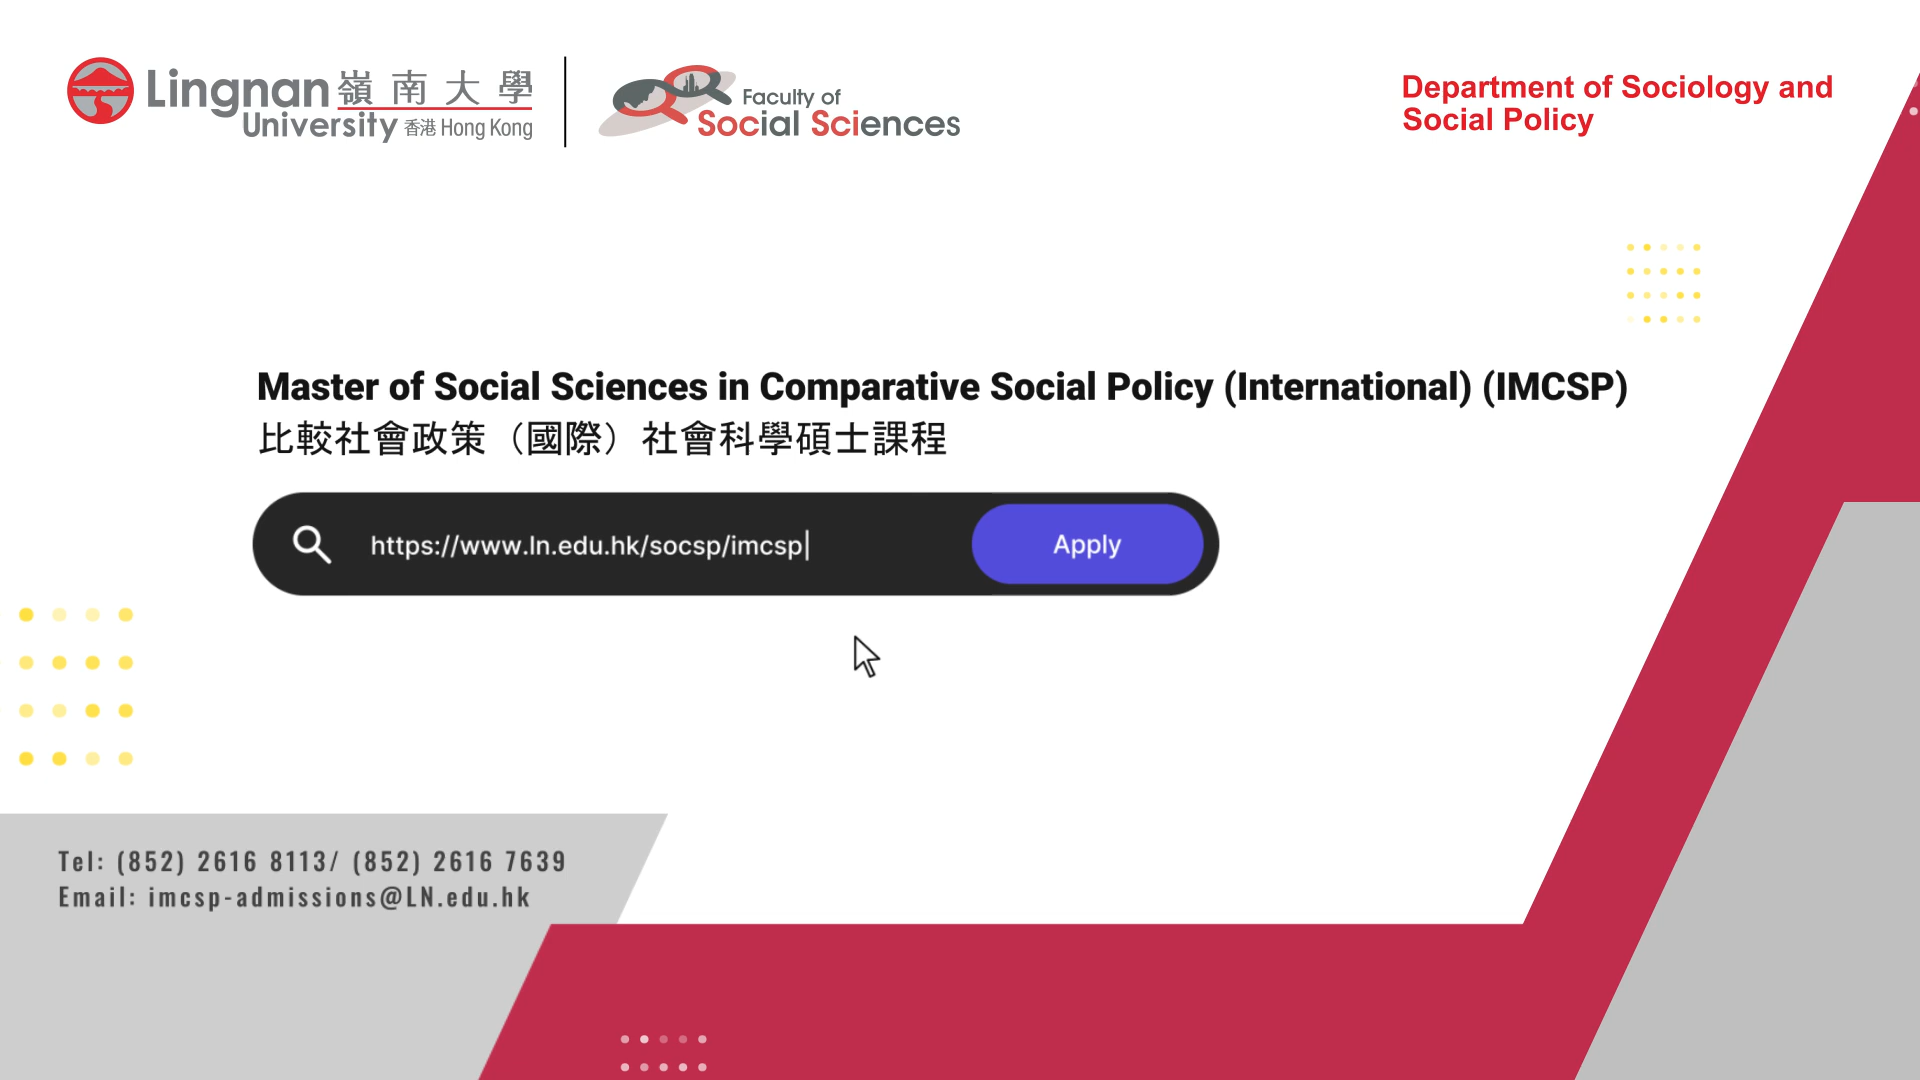 Lingnan 嶺南大學
University 香港 Hong Kong
Faculty of
Social Sciences
Department of Sociology and
Social Policy
Master of Social Sciences in Comparative Social Policy (International) (IMCSP)
比較社會政策（國際）社會科學碩士課程
https://www.ln.edu.hk/socsp/imcsp
Apply
Tel: (852) 2616 8113/ (852) 2616 7639
Email: imcsp-admissions@LN.edu.hk